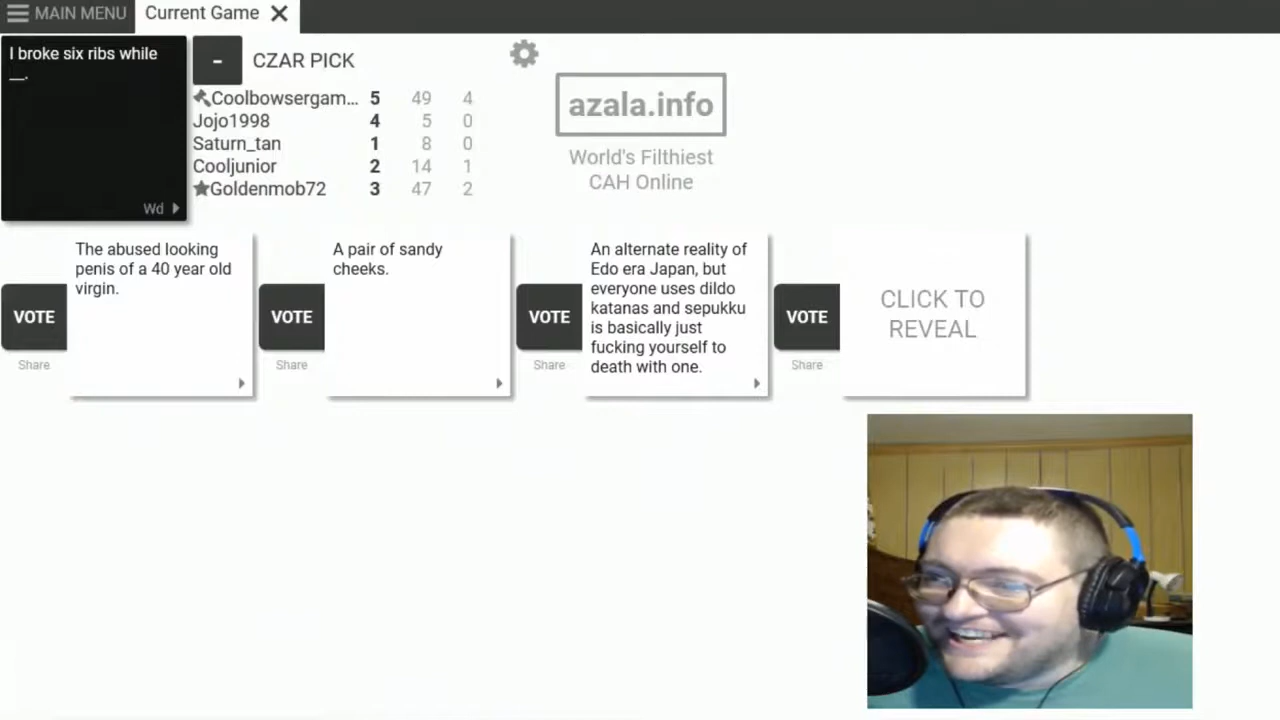 MAIN MENU
Current Game
I broke six ribs while
__.
Wd
-
CZAR PICK
Coolbowsergam... 5 49 4
Jojo1998 4 5 0
Saturn_tan 1 8 0
Cooljunior 2 14 1
Goldenmob72 3 47 2
azala.info
World's Filthiest
CAH Online
VOTE
Share
The abused looking
penis of a 40 year old
virgin.
VOTE
Share
A pair of sandy
cheeks.
VOTE
Share
An alternate reality of
Edo era Japan, but
everyone uses dildo
katanas and sepukku
is basically just
fucking yourself to
death with one.
VOTE
Share
CLICK TO
REVEAL